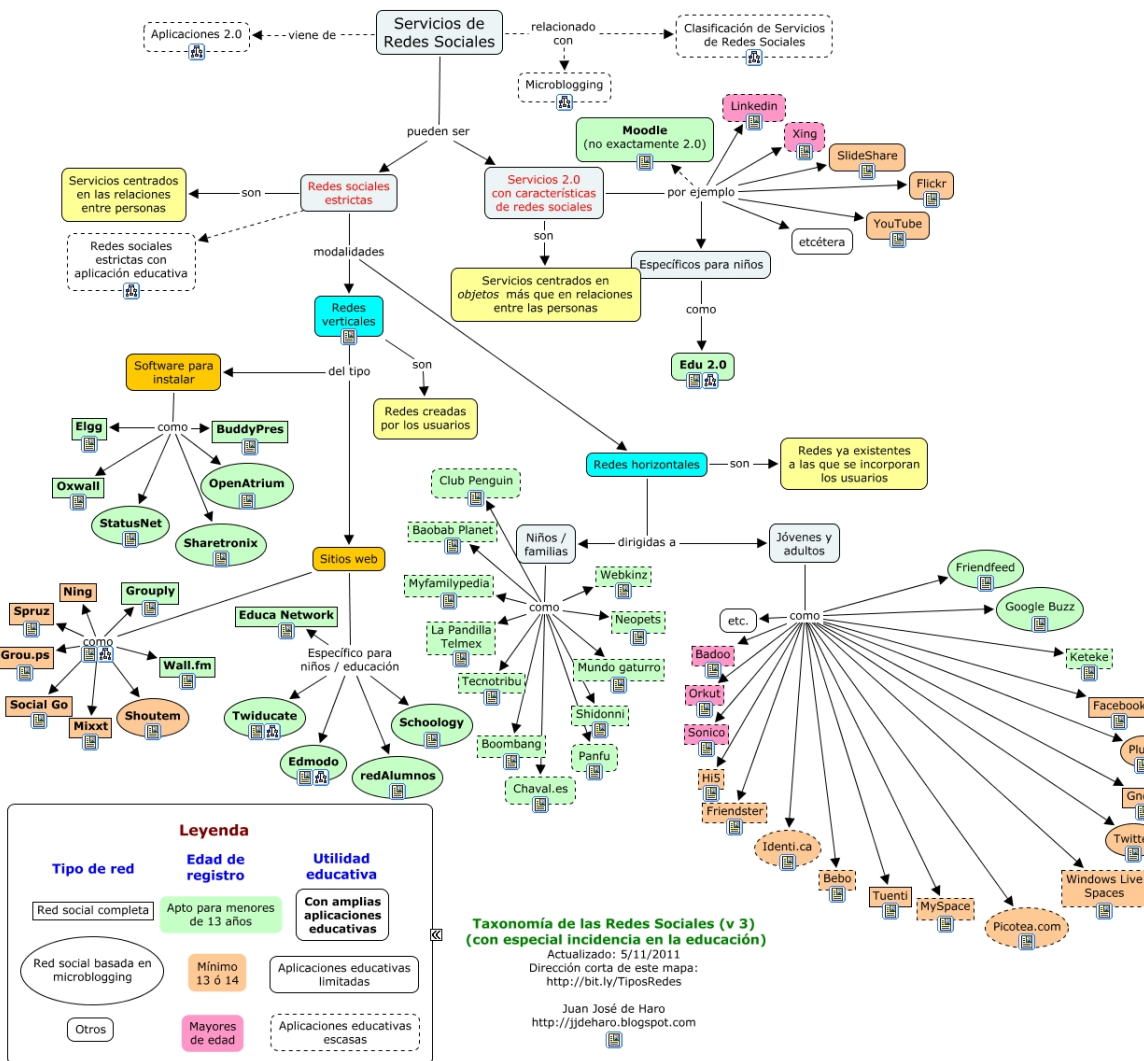 Servicios de
Redes Sociales
Aplicaciones 2.0
viene de
relacionado
con
Clasificación de Servicios
de Redes Sociales
Microblogging
pueden ser
Linkedin
Moodle
(no exactamente 2.0)
Xing
SlideShare
Servicios centrados
en las relaciones
entre personas
son
Redes sociales
estrictas
Servicios 2.0
con características
de redes sociales
por ejemplo
Flickr
YouTube
etcétera
Redes sociales
estrictas con
aplicación educativa
modalidades
son
Específicos para niños
Servicios centrados en
objetos más que en relaciones
entre las personas
como
Redes
verticales
Edu 2.0
Software para
instalar
del tipo
son
Redes creadas
por los usuarios
Elgg
como
BuddyPres
Oxwall
OpenAtrium
StatusNet
Sharetronix
Redes horizontales
son
Redes ya existentes
a las que se incorporan
los usuarios
Club Penguin
Baobab Planet
Niños /
familias
dirigidas a
Jóvenes y
adultos
Sitios web
Ning
Grouply
Spruz
como
Grou.ps
Wall.fm
Social Go
Mixxt
Shoutem
Educa Network
Específico para
niños / educación
Twiducate
Schoology
Edmodo
redAlumnos
Myfamilypedia
como
Webkinz
La Pandilla
Telmex
Neopets
Tecnotribu
Mundo gaturro
Shidonni
Boombang
Panfu
Chaval.es
Friendfeed
Google Buzz
etc.
como
Badoo
Keteke
Orkut
Facebook
Sonico
Plu
Hi5
Gno
Friendster
Twitte
Identi.ca
Bebo
Windows Live
Spaces
Tuenti
MySpace
Picotea.com
Leyenda
Tipo de red
Edad de
registro
Utilidad
educativa
Red social completa
Apto para menores
de 13 años
Con amplias
aplicaciones
educativas
Red social basada en
microblogging
Mínimo
13 ó 14
Aplicaciones educativas
limitadas
Otros
Mayores
de edad
Aplicaciones educativas
escasas
Taxonomía de las Redes Sociales (v 3)
(con especial incidencia en la educación)
Actualizado: 5/11/2011
Dirección corta de este mapa:
http://bit.ly/TiposRedes
Juan José de Haro
http://jjdeharo.blogspot.com